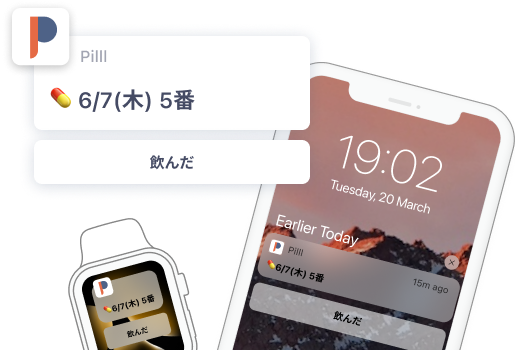 Pilll
💊 6/7(木) 5番
飲んだ
19:02
Tuesday, 20 March
Earlier Today
Pilll
15m ago
💊6/7(木) 5番
飲んだ
💊6/7(木) 5番
飲んだ